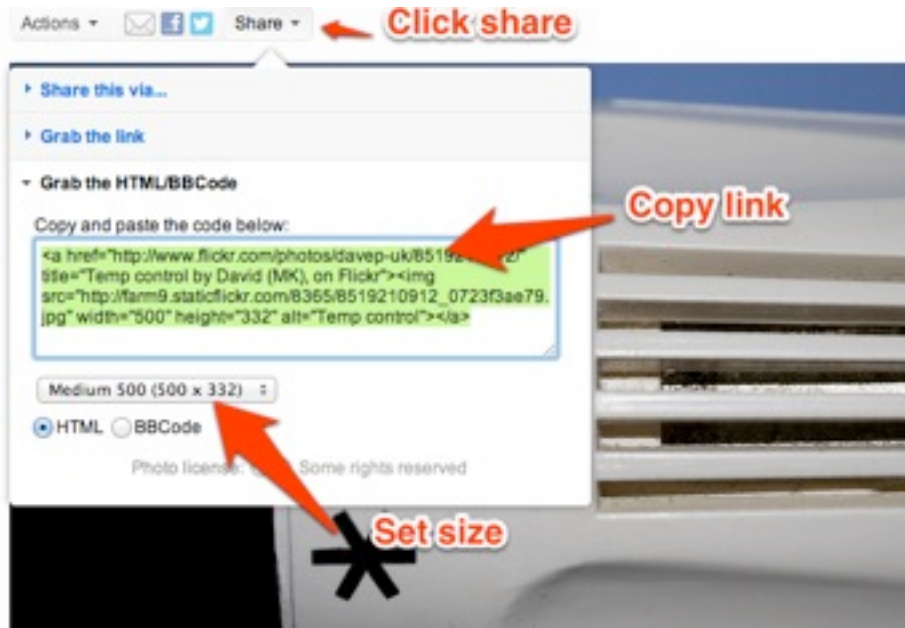 Actions
Share
Click share
Share this via...
Grab the link
Grab the HTML/BBCode
Copy link
Copy and paste the code below:
<a href="http://www.flickr.com/photos/davep-uk/8519210912/"
title="Temp control by David (MK), on Flickr"><img
src="http://farm9.staticflickr.com/8365/8519210912_0723f3ae79.
jpg" width="500" height="332" alt="Temp control"></a>
Medium 500 (500 x 332)
HTML BBCode
Photo license: Some rights reserved
Set size